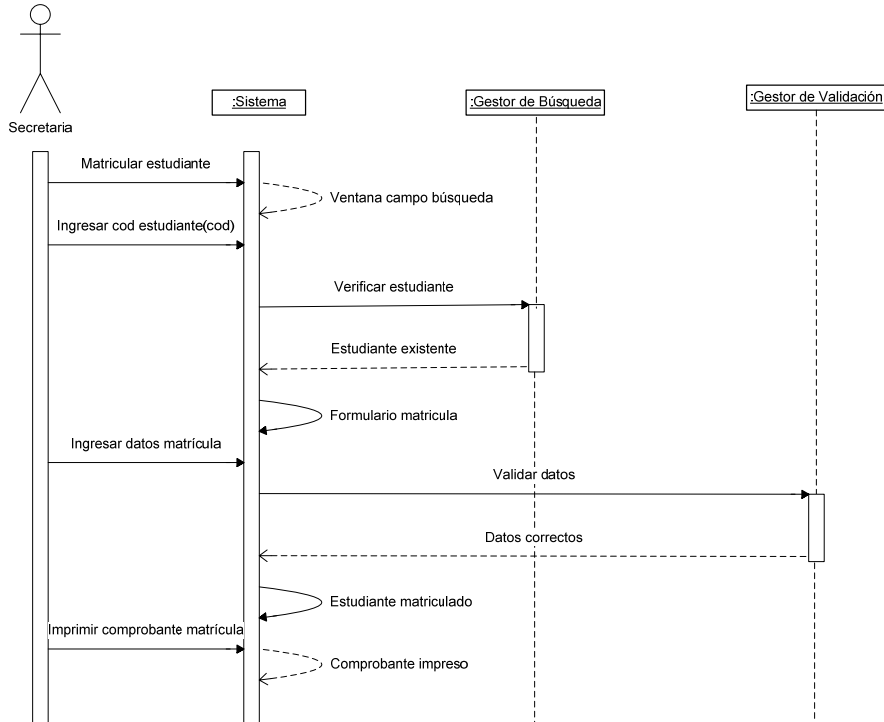 Secretaria
:Sistema
:Gestor de Búsqueda
:Gestor de Validación
Matricular estudiante
Ventana campo búsqueda
Ingresar cod estudiante(cod)
Verificar estudiante
Estudiante existente
Formulario matricula
Ingresar datos matrícula
Validar datos
Datos correctos
Estudiante matriculado
Imprimir comprobante matrícula
Comprobante impreso